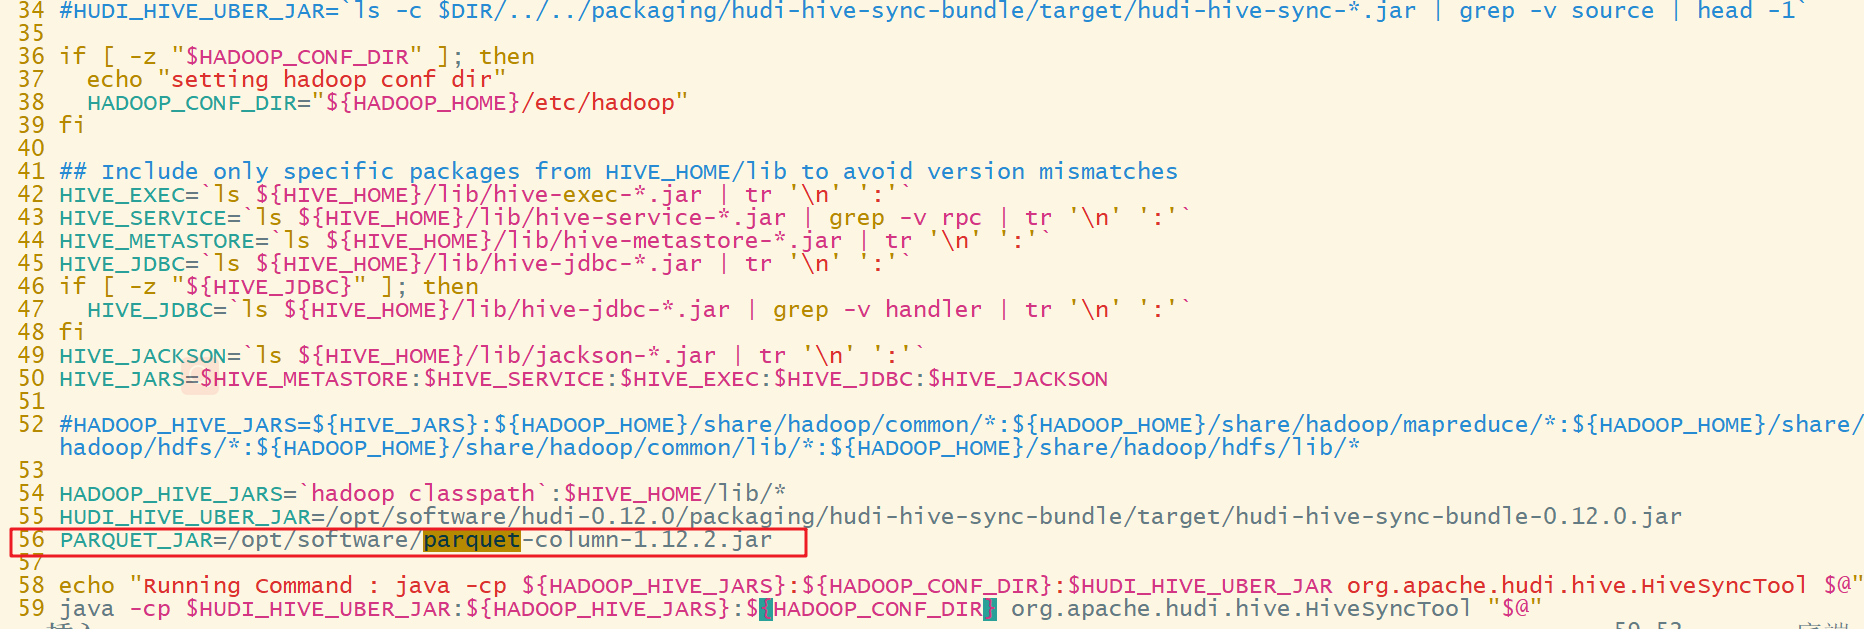 34 #HUDI_HIVE_UBER_JAR=`ls -c $DIR/../../packaging/hudi-hive-sync-bundle/target/hudi-hive-sync-*.jar | grep -v source | head -1`
35
36 if [ -z "$HADOOP_CONF_DIR" ]; then
37   echo "setting hadoop conf dir"
38   HADOOP_CONF_DIR="${HADOOP_HOME}/etc/hadoop"
39 fi
40
41 ## Include only specific packages from HIVE_HOME/lib to avoid version mismatches
42 HIVE_EXEC=`ls ${HIVE_HOME}/lib/hive-exec-*.jar | tr '\n' ':'`
43 HIVE_SERVICE=`ls ${HIVE_HOME}/lib/hive-service-*.jar | grep -v rpc | tr '\n' ':'`
44 HIVE_METASTORE=`ls ${HIVE_HOME}/lib/hive-metastore-*.jar | tr '\n' ':'`
45 HIVE_JDBC=`ls ${HIVE_HOME}/lib/hive-jdbc-*.jar | tr '\n' ':'`
46 if [ -z "${HIVE_JDBC}" ]; then
47   HIVE_JDBC=`ls ${HIVE_HOME}/lib/hive-jdbc-*.jar | grep -v handler | tr '\n' ':'`
48 fi
49 HIVE_JACKSON=`ls ${HIVE_HOME}/lib/jackson-*.jar | tr '\n' ':'`
50 HIVE_JARS=$HIVE_METASTORE:$HIVE_SERVICE:$HIVE_EXEC:$HIVE_JDBC:$HIVE_JACKSON
51
52 #HADOOP_HIVE_JARS=${HIVE_JARS}:${HADOOP_HOME}/share/hadoop/common/*:${HADOOP_HOME}/share/hadoop/mapreduce/*:${HADOOP_HOME}/share/
hadoop/hdfs/*:${HADOOP_HOME}/share/hadoop/common/lib/*:${HADOOP_HOME}/share/hadoop/hdfs/lib/*
53
54 HADOOP_HIVE_JARS=`hadoop classpath`:$HIVE_HOME/lib/*
55 HUDI_HIVE_UBER_JAR=/opt/software/hudi-0.12.0/packaging/hudi-hive-sync-bundle/target/hudi-hive-sync-bundle-0.12.0.jar
56 PARQUET_JAR=/opt/software/parquet-column-1.12.2.jar
57
58 echo "Running Command : java -cp ${HADOOP_HIVE_JARS}:${HADOOP_CONF_DIR}:$HUDI_HIVE_UBER_JAR org.apache.hudi.hive.HiveSyncTool $@"
59 java -cp $HUDI_HIVE_UBER_JAR:${HADOOP_HIVE_JARS}:${HADOOP_CONF_DIR} org.apache.hudi.hive.HiveSyncTool "$@"